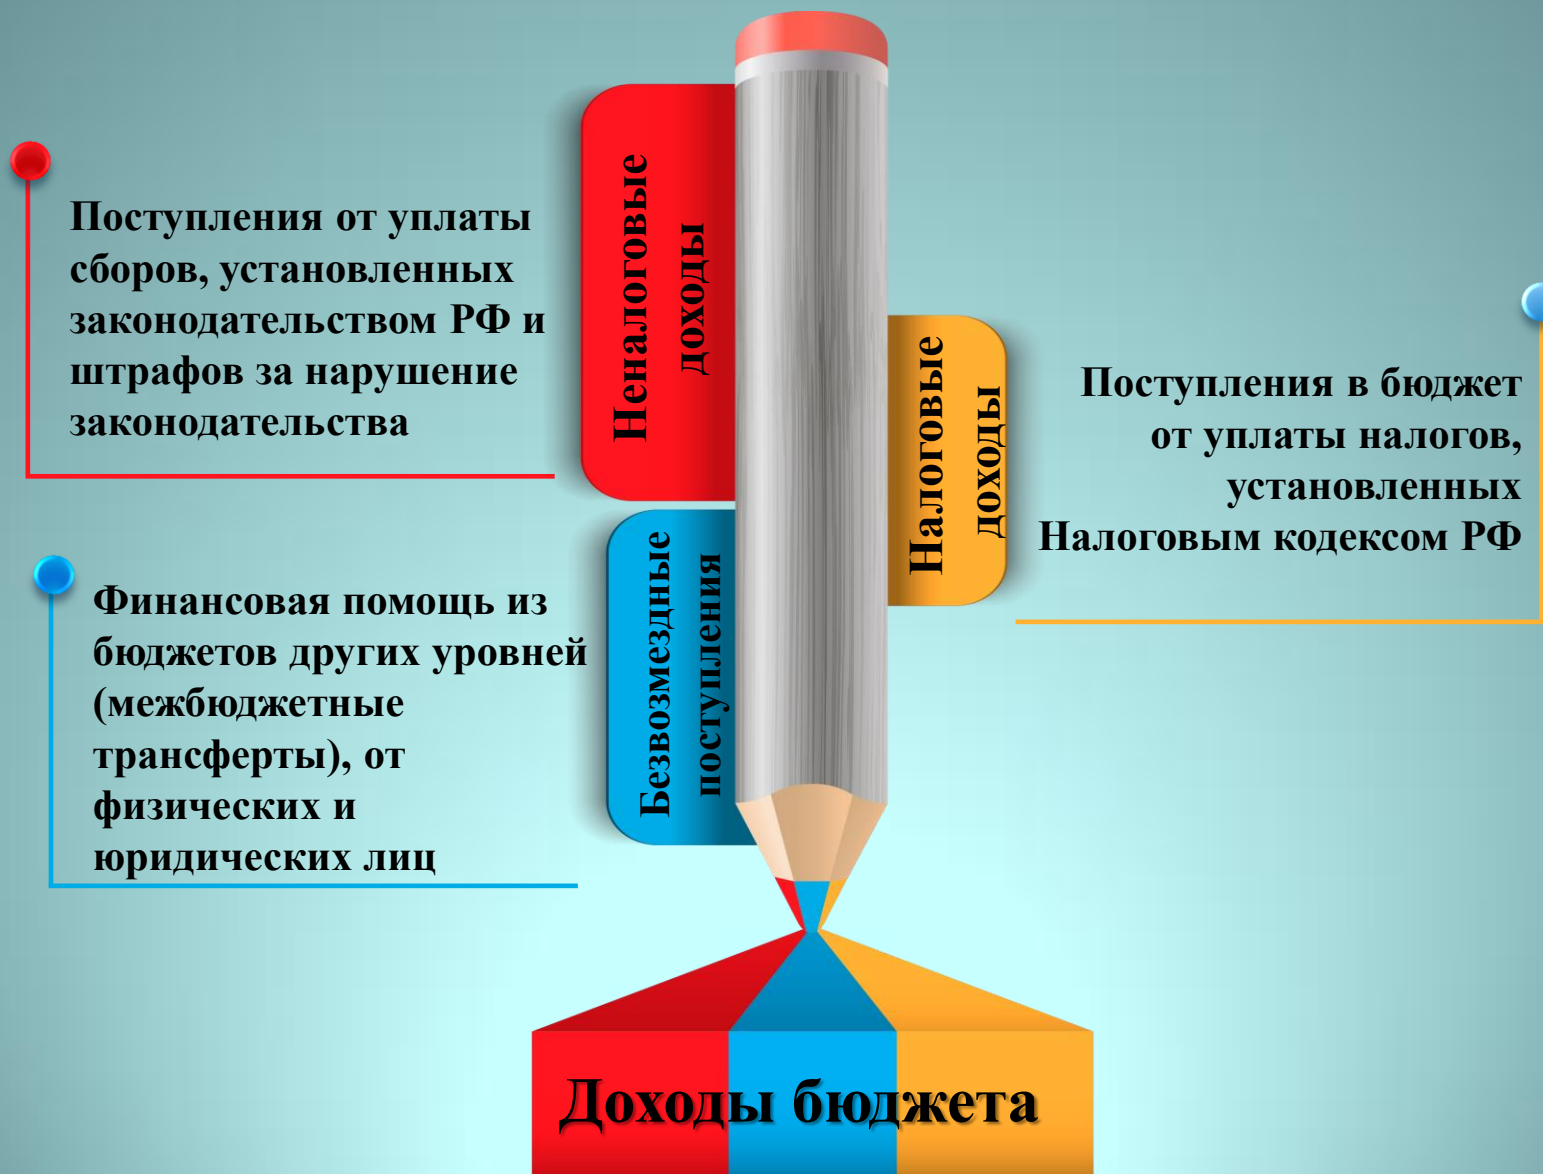 Поступления от уплаты
сборов, установленных
законодательством РФ и
штрафов за нарушение
законодательства
Неналоговые
доходы
Налоговые
доходы
Поступления в бюджет
от уплаты налогов,
установленных
Налоговым кодексом РФ
Финансовая помощь из
бюджетов других уровней
(межбюджетные
трансферты), от
физических и
юридических лиц
Безвозмездные
поступления
Доходы бюджета